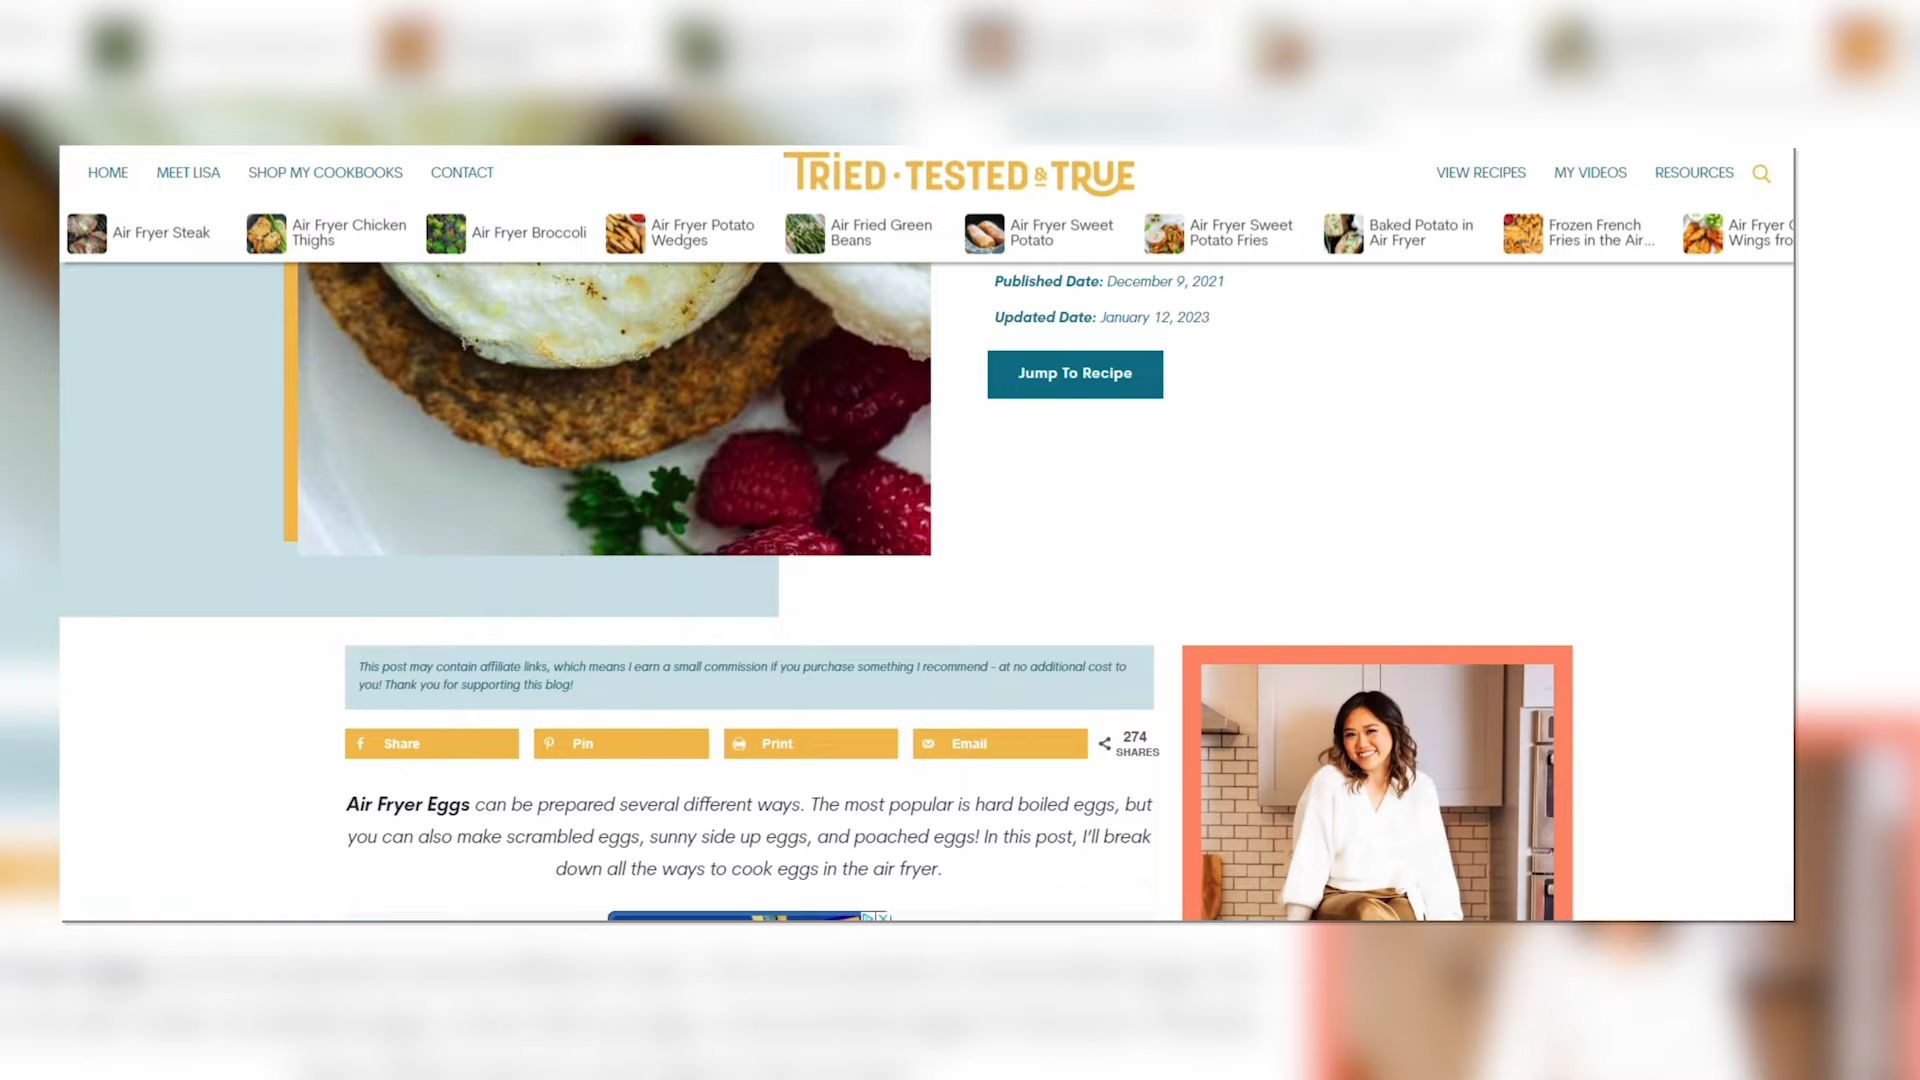 HOME MEET LISA SHOP MY COOKBOOKS CONTACT
TRIED · TESTED & TRUE
VIEW RECIPES MY VIDEOS RESOURCES
Air Fryer Steak
Air Fryer Chicken
Thighs
Air Fryer Broccoli
Air Fryer Potato
Wedges
Air Fried Green
Beans
Air Fryer Sweet
Potato
Air Fryer Sweet
Potato Fries
Baked Potato in
Air Fryer
Frozen French
Fries in the Air...
Air Fryer
Wings
Published Date: December 9, 2021
Updated Date: January 12, 2023
Jump To Recipe
This post may contain affiliate links, which means I earn a small commission if you purchase something I recommend - at no additional cost to
you! Thank you for supporting this blog!
Share
Pin
Print
Email
274
SHARES
Air Fryer Eggs can be prepared several different ways. The most popular is hard boiled eggs, but
you can also make scrambled eggs, sunny side up eggs, and poached eggs! In this post, I'll break
down all the ways to cook eggs in the air fryer.